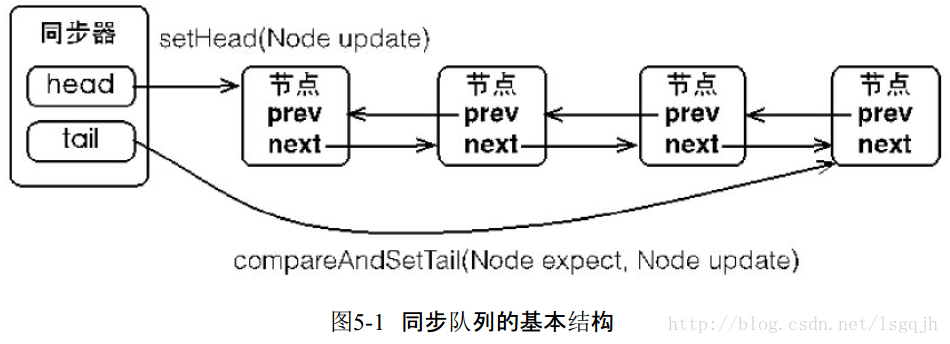 同步器
setHead(Node update)
head
tail
节点
prev
next
节点
prev
next
节点
prev
next
节点
prev
next
compareAndSetTail(Node expect, Node update)
图5-1 同步队列的基本结构
http://blog.csdn.net/lsgqjh